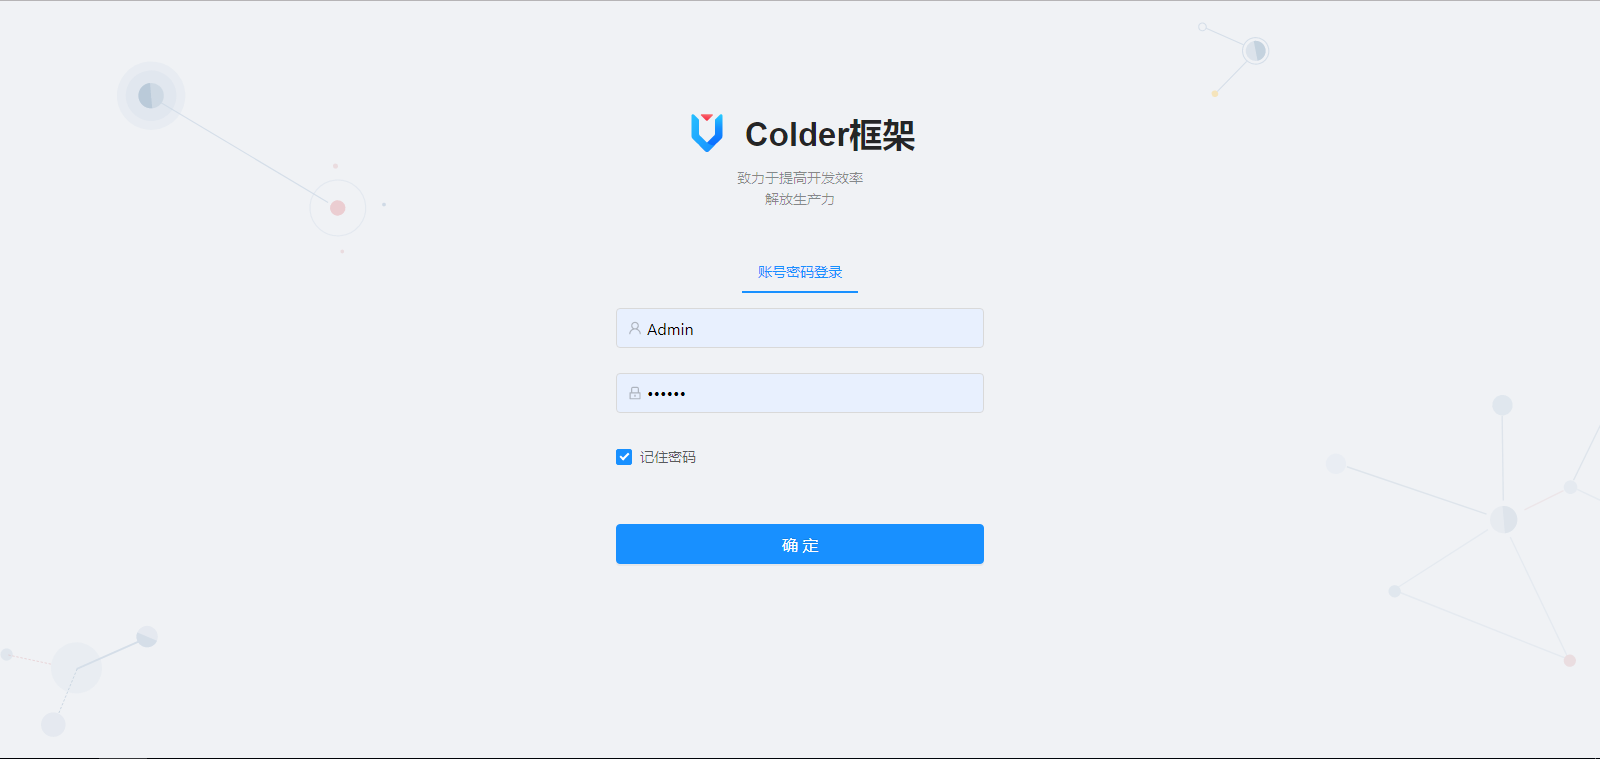 Colder框架
致力于提高开发效率
解放生产力
账号密码登录
Admin
••••••
记住密码
确 定